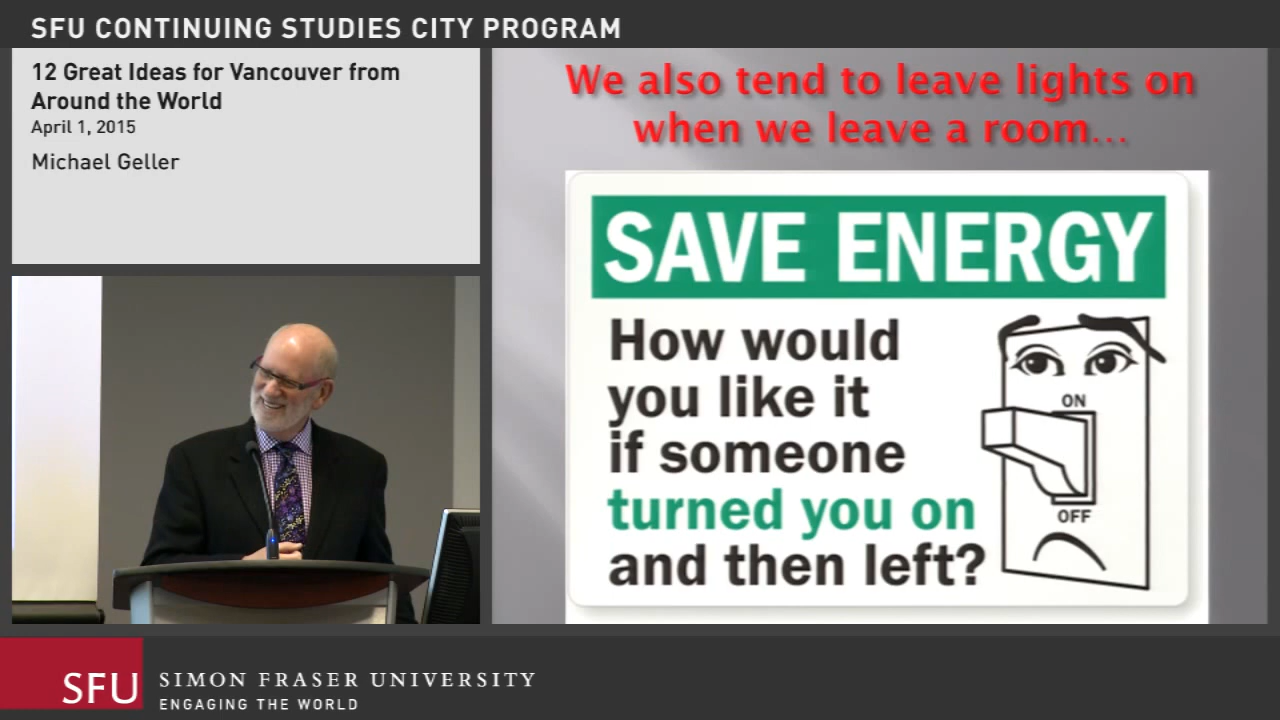 SFU CONTINUING STUDIES CITY PROGRAM
12 Great Ideas for Vancouver from
Around the World
April 1, 2015
Michael Geller
We also tend to leave lights on
when we leave a room...
SAVE ENERGY
How would
you like it
if someone
turned you on
and then left?
ON
OFF
SFU
SIMON FRASER UNIVERSITY
ENGAGING THE WORLD